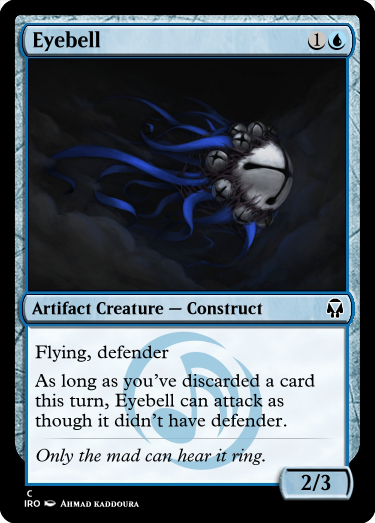 Eyebell
1
Artifact Creature — Construct
Flying, defender
As long as you've discarded a card
this turn, Eyebell can attack as
though it didn't have defender.
Only the mad can hear it ring.
2/3
C
IRO Ahmad kaddoura